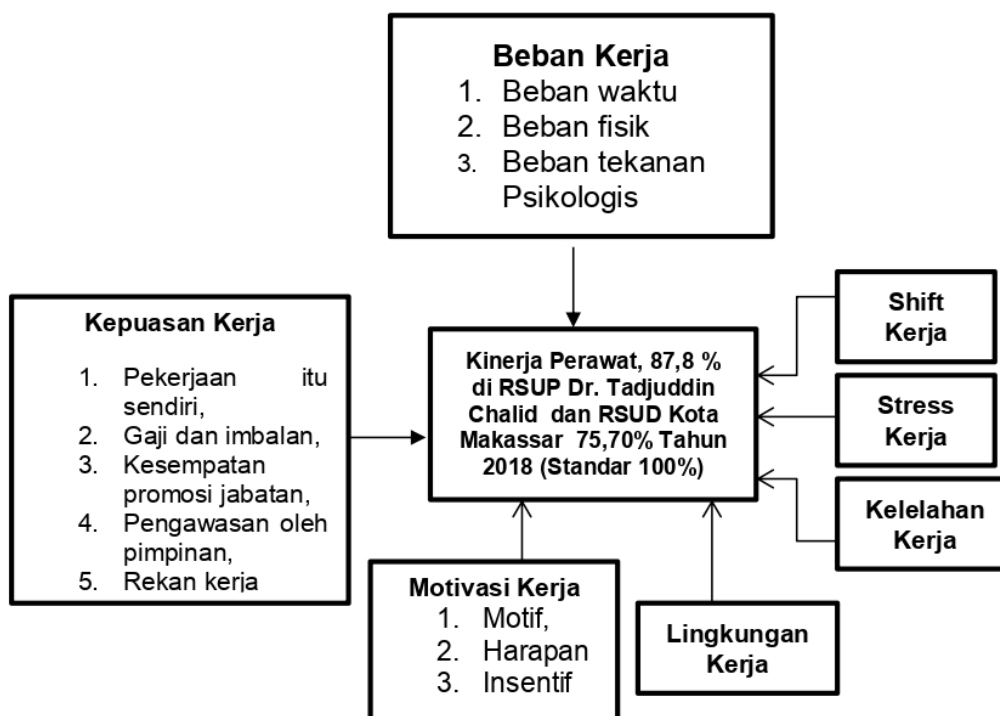 Beban Kerja
1. Beban waktu
2. Beban fisik
3. Beban tekanan
Psikologis
Kepuasan Kerja
1. Pekerjaan itu
sendiri,
2. Gaji dan imbalan,
3. Kesempatan
promosi jabatan,
4. Pengawasan oleh
pimpinan,
5. Rekan kerja
Kinerja Perawat, 87,8 %
di RSUP Dr. Tadjuddin
Chalid dan RSUD Kota
Makassar 75,70% Tahun
2018 (Standar 100%)
Shift
Kerja
Stress
Kerja
Kelelahan
Kerja
Motivasi Kerja
1. Motif,
2. Harapan
3. Insentif
Lingkungan
Kerja